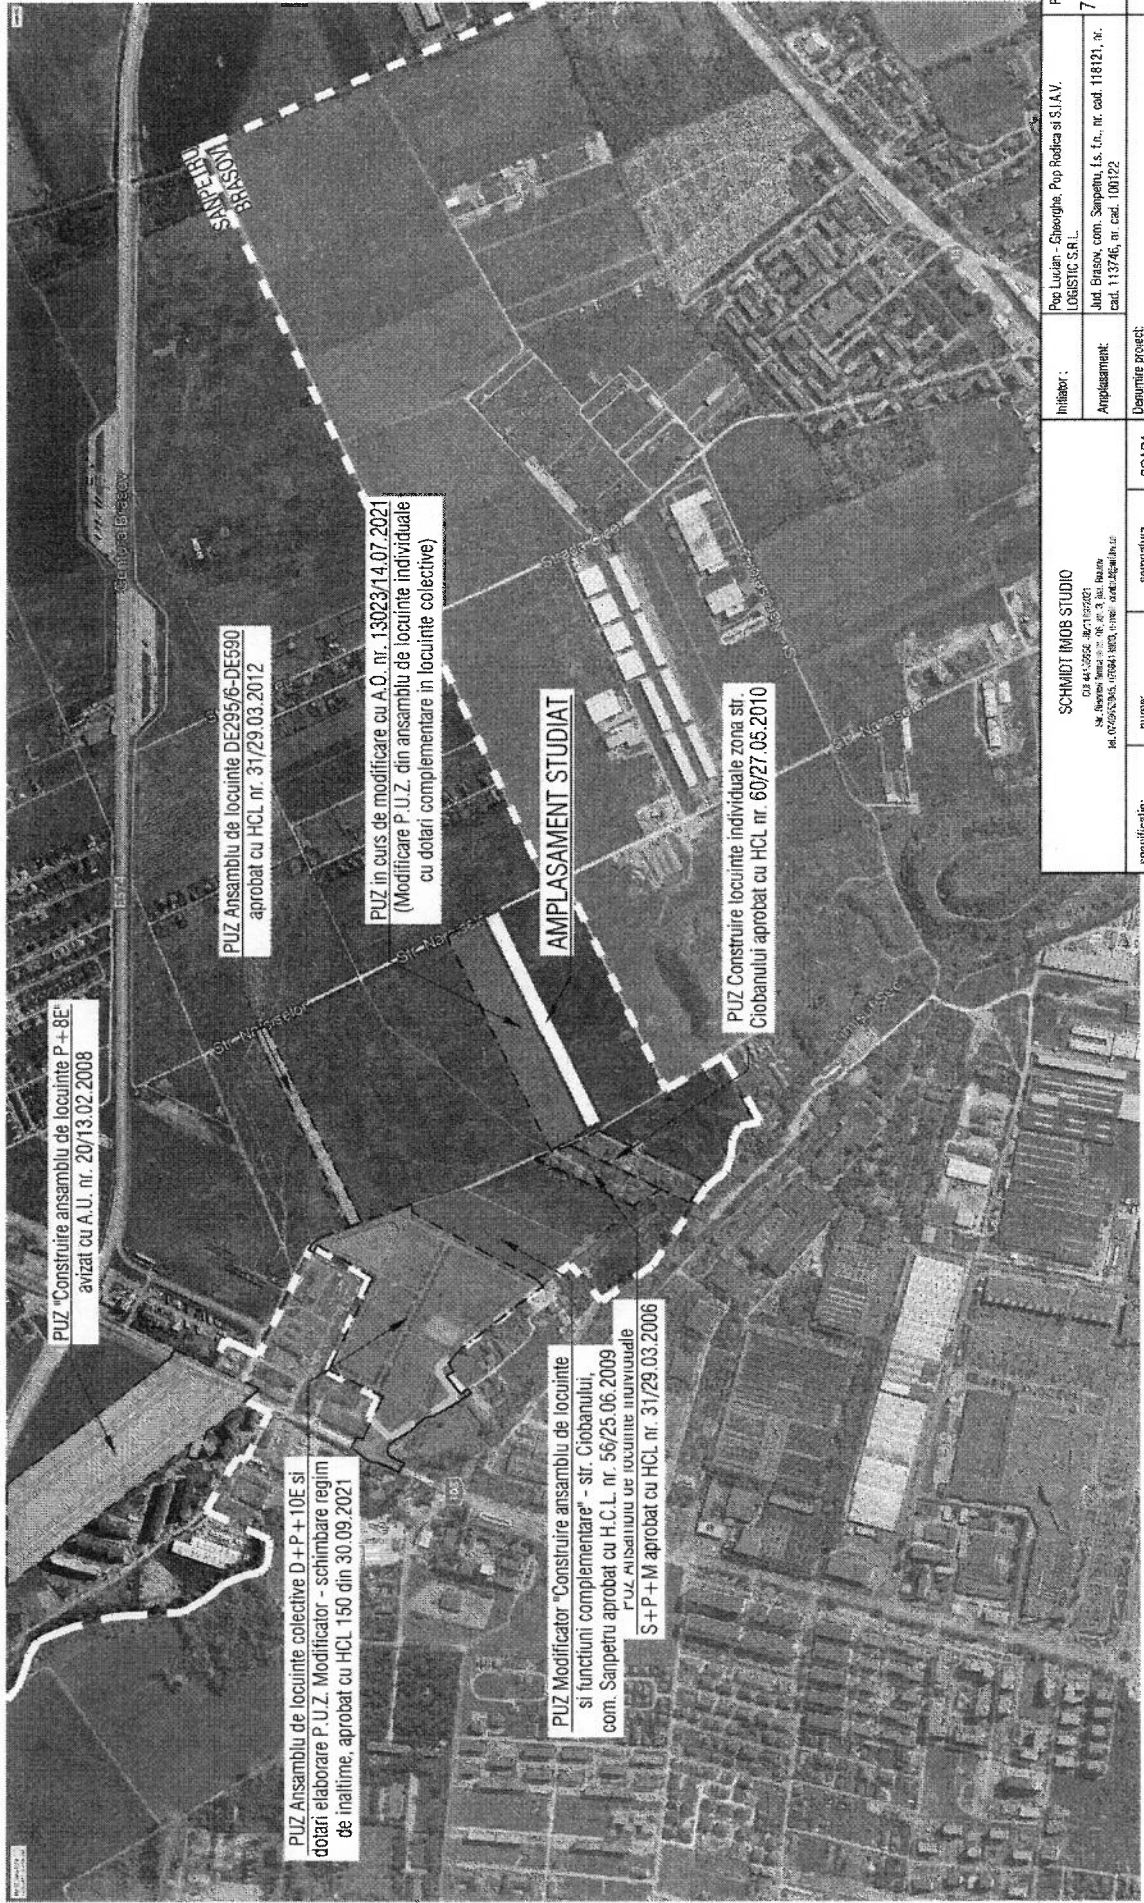 PUZ "Construire ansamblu de locuinte P+8E"
avizat cu A.U. nr. 20/13.02.2008
PUZ Ansamblu de locuinte DE295/6-DE590
aprobat cu HCL nr. 31/29.03.2012
SANPETRU
BRASOV
Centura Brasov
E574
Str. Narciselor
PUZ in curs de modificare cu A.O. nr. 13023/14.07.2021
(Modificare P.U.Z. din ansamblu de locuinte individuale
cu dotari complementare in locuinte colective)
Str. Narciselor
AMPLASAMENT STUDIAT
PUZ Ansamblu de locuinte colective D+P+10E si
dotari elaborare P.U.Z. Modificator - schimbare regim
de inaltime, aprobat cu HCL 150 din 30.09.2021
PUZ Modificator "Construire ansamblu de locuinte
si functiuni complementare" - str. Ciobanului,
com. Sanpetru aprobat cu H.C.L. nr. 56/25.06.2009
PUZ Ansamblu de locuinte individuale
S+P+M aprobat cu HCL nr. 31/29.03.2006
PUZ Construire locuinte individuale zona str.
Ciobanului aprobat cu HCL nr. 60/27.05.2010
SCHMIDT IMOB STUDIO
Initiator:
Pop Lucian - Gheorghe, Pop Rodica si S.I.A.V.
LOGISTIC S.R.L.
Amplasament:
Jud. Brasov, com. Sanpetru, f.s. f.n., nr. cad. 118121, nr.
cad. 113746, nr. cad. 100122
7
Denumire proiect: